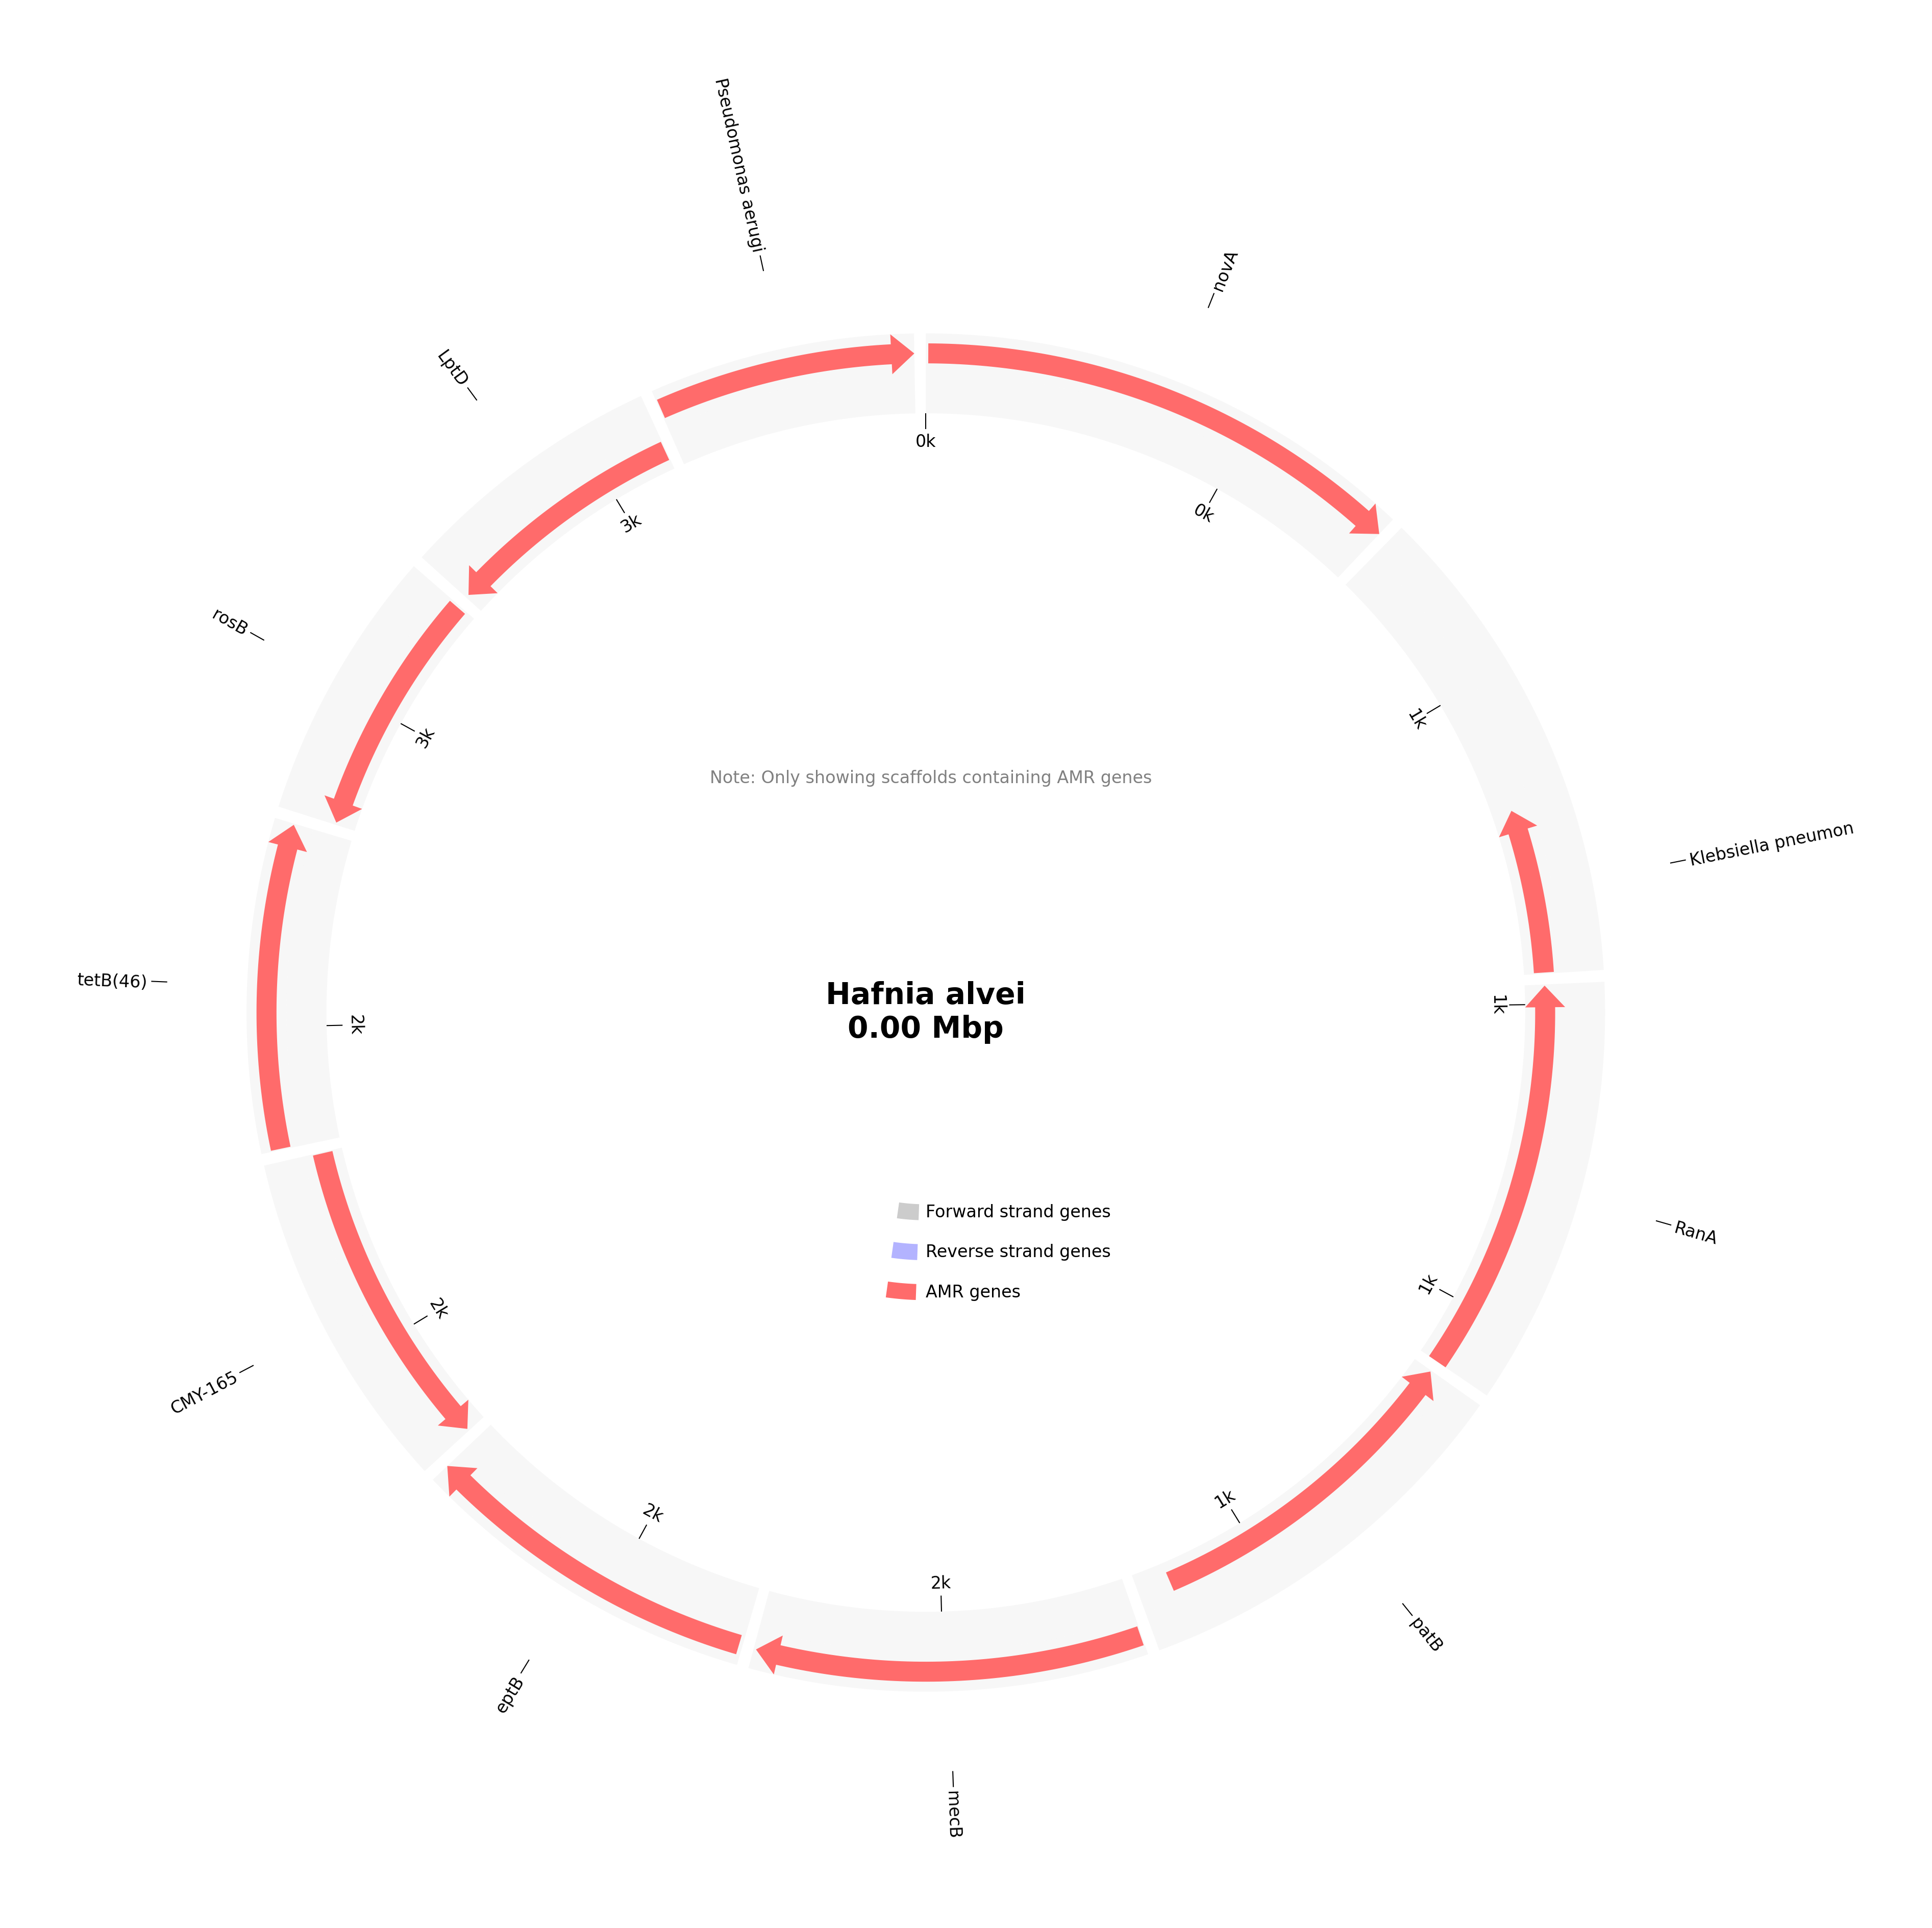 Pseudomonas aerugi
novA
LptD
0k
0k
3k
rosB
1k
3k
Note: Only showing scaffolds containing AMR genes
Klebsiella pneumon
tetB(46)
Hafnia alvei
0.00 Mbp
1k
2k
Forward strand genes
Reverse strand genes
AMR genes
RanA
1k
2k
CMY-165
1k
2k
2k
patB
eptB
mecB